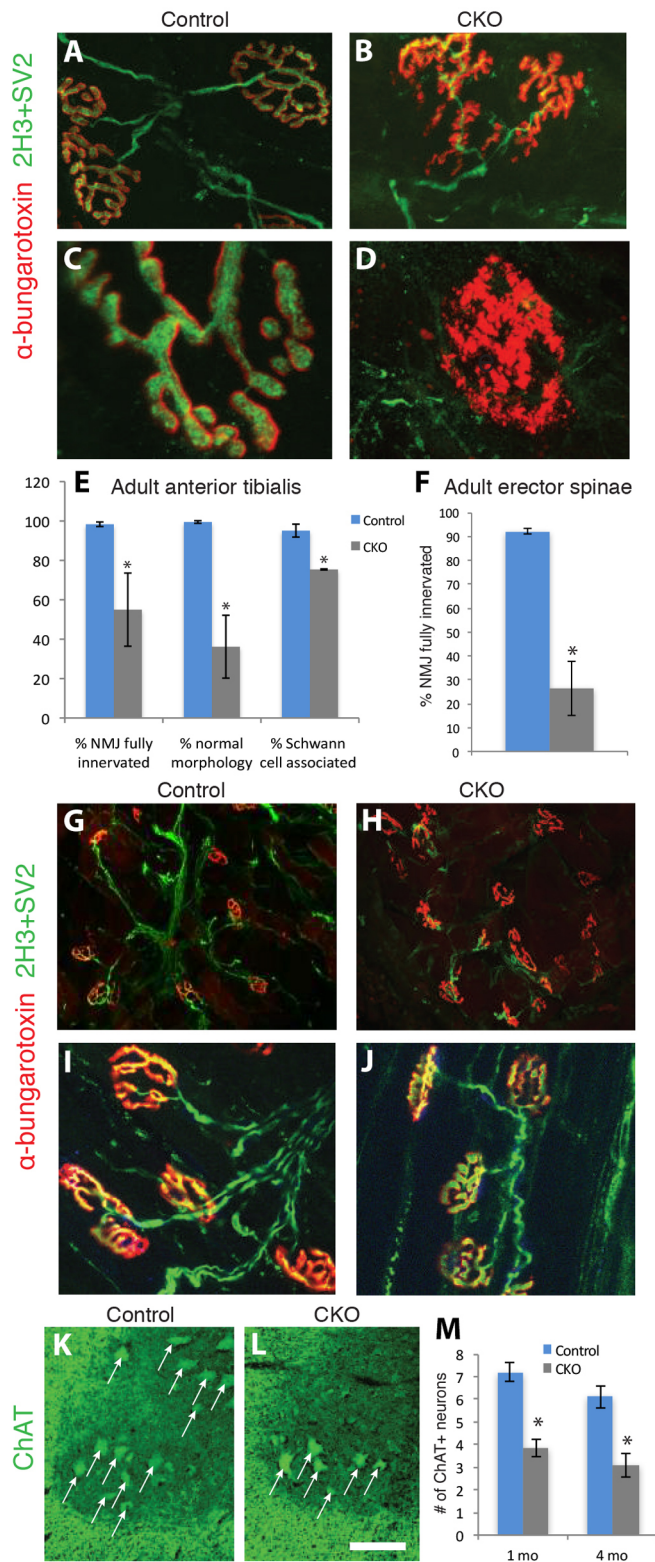 Control
CKO
α-bungarotoxin 2H3+SV2
A
B
C
D
E
Adult anterior tibialis
120
100
80
60
40
20
0
Control
CKO
*
*
*
% NMJ fully innervated
% normal morphology
% Schwann cell associated
F
Adult erector spinae
% NMJ fully innervated
100
90
80
70
60
50
40
30
20
10
0
*
Control
CKO
α-bungarotoxin 2H3+SV2
G
H
I
J
Control
CKO
ChAT
K
L
M
# of ChAT+ neurons
8
7
6
5
4
3
2
1
0
Control
CKO
*
*
1 mo
4 mo